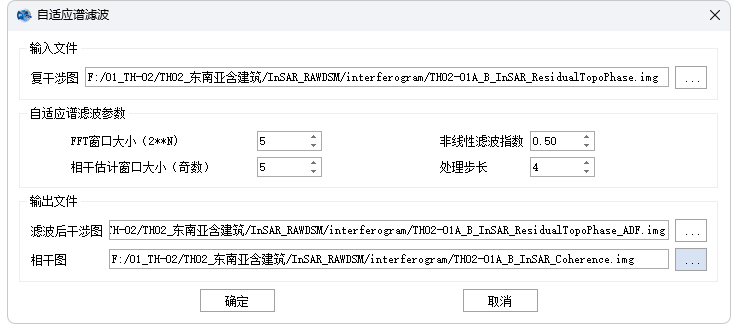 自适应谱滤波
输入文件
复干涉图 F:/01_TH-02/TH02_东南亚含建筑/InSAR_RAWDSM/interferogram/TH02-01A_B_InSAR_ResidualTopoPhase.img ...
自适应谱滤波参数
FFT窗口大小（2**N） 5 非线性滤波指数 0.50
相干估计窗口大小（奇数） 5 处理步长 4
输出文件
滤波后干涉图 TH-02/TH02_东南亚含建筑/InSAR_RAWDSM/interferogram/TH02-01A_B_InSAR_ResidualTopoPhase_ADF.img ...
相干图 F:/01_TH-02/TH02_东南亚含建筑/InSAR_RAWDSM/interferogram/TH02-01A_B_InSAR_Coherence.img ...
确定 取消